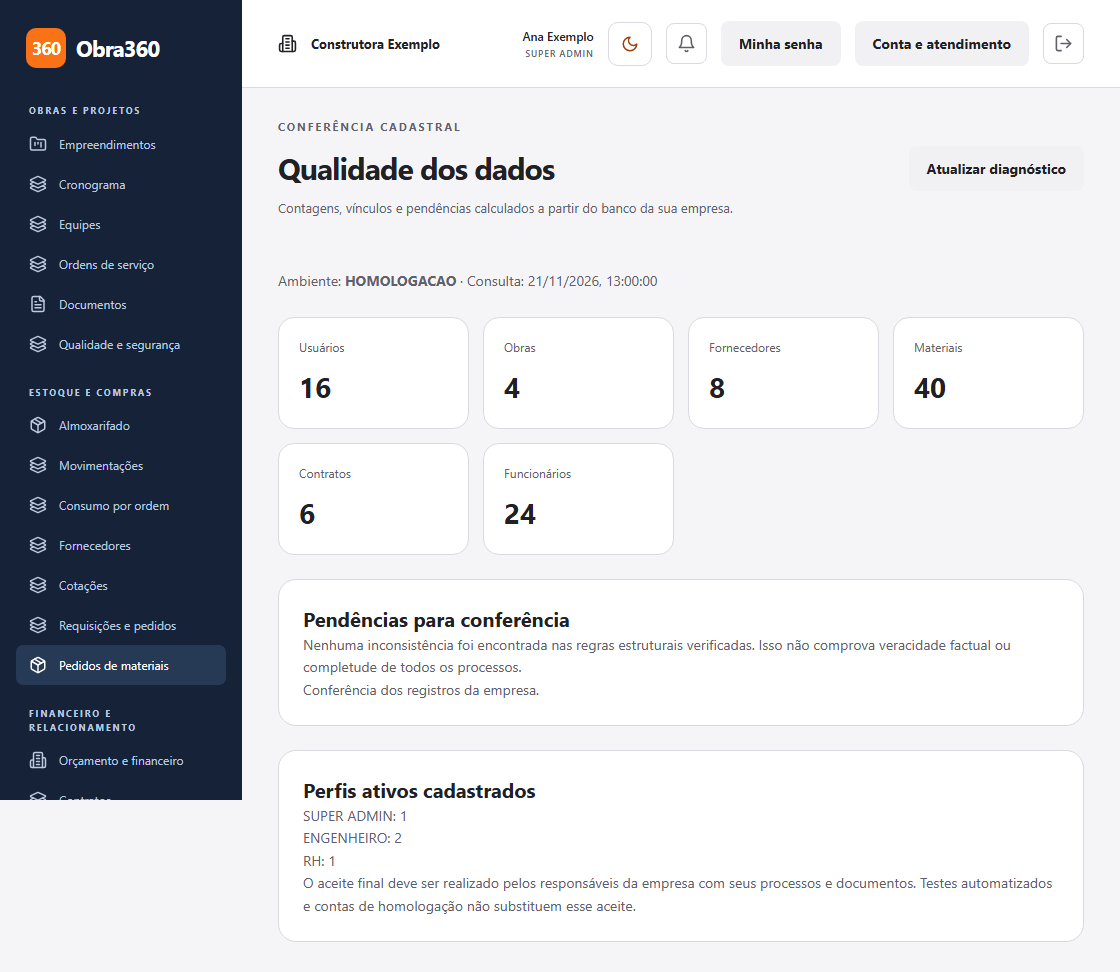 360 Obra360
OBRAS E PROJETOS
Empreendimentos
Cronograma
Equipes
Ordens de serviço
Documentos
Qualidade e segurança
ESTOQUE E COMPRAS
Almoxarifado
Movimentações
Consumo por ordem
Fornecedores
Cotações
Requisições e pedidos
Pedidos de materiais
FINANCEIRO E
RELACIONAMENTO
Orçamento e financeiro
Contratos
Construtora Exemplo
Ana Exemplo
SUPER ADMIN
Minha senha
Conta e atendimento
CONFERÊNCIA CADASTRAL
Qualidade dos dados
Atualizar diagnóstico
Contagens, vínculos e pendências calculados a partir do banco da sua empresa.
Ambiente: HOMOLOGACAO · Consulta: 21/11/2026, 13:00:00
Usuários
16
Obras
4
Fornecedores
8
Materiais
40
Contratos
6
Funcionários
24
Pendências para conferência
Nenhuma inconsistência foi encontrada nas regras estruturais verificadas. Isso não comprova veracidade factual ou
completude de todos os processos.
Conferência dos registros da empresa.
Perfis ativos cadastrados
SUPER ADMIN: 1
ENGENHEIRO: 2
RH: 1
O aceite final deve ser realizado pelos responsáveis da empresa com seus processos e documentos. Testes automatizados
e contas de homologação não substituem esse aceite.